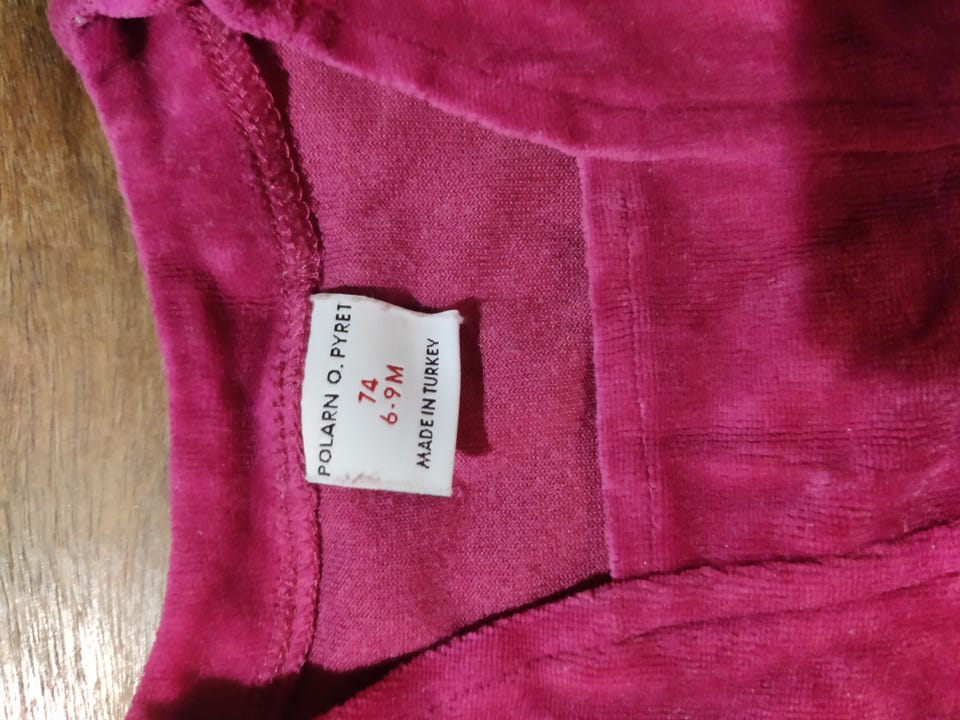 POLARN O. PYRET
74
6-9M
MADE IN TURKEY